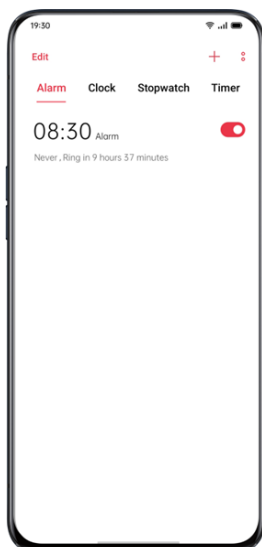 19:30
Edit
Alarm Clock Stopwatch Timer
08:30 Alarm
Never, Ring in 9 hours 37 minutes